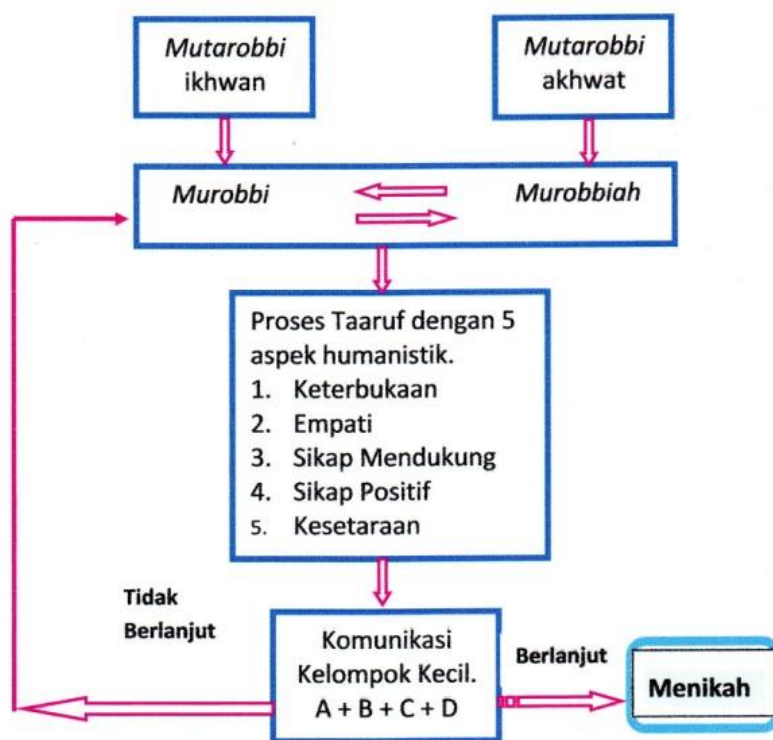 Mutarobbi
ikhwan
Mutarobbi
akhwat
Murobbi
Murobbiah
Proses Taaruf dengan 5
aspek humanistik.
1. Keterbukaan
2. Empati
3. Sikap Mendukung
4. Sikap Positif
5. Kesetaraan
Tidak
Berlanjut
Komunikasi
Kelompok Kecil.
A + B + C + D
Berlanjut
Menikah